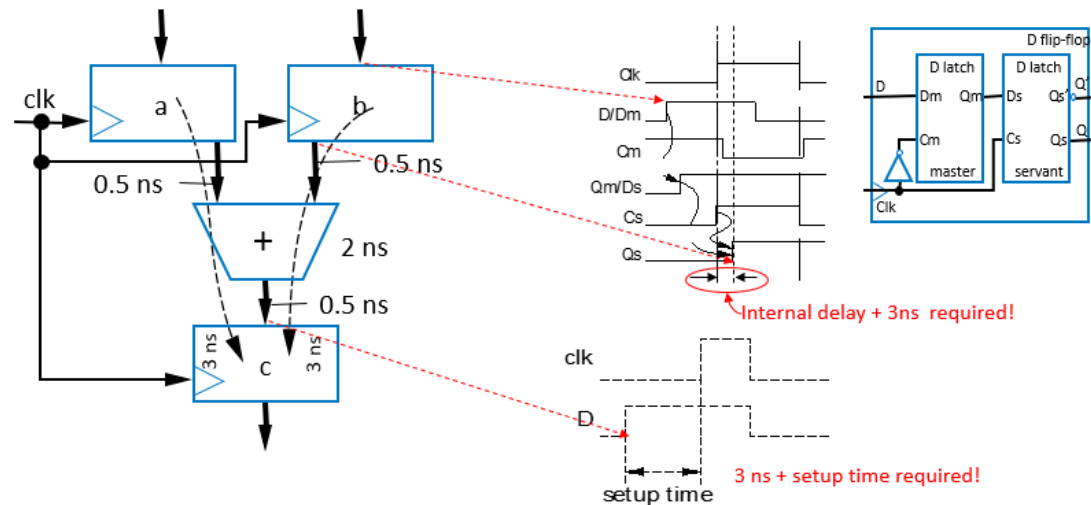 clk
a
b
0.5 ns
0.5 ns
+
2 ns
0.5 ns
3 ns
c
3 ns
Clk
D/Dm
Cm
Qm/Ds
Cs
Qs
Internal delay + 3ns required!
D flip-flop
D latch
D latch
D
Dm
Qm
Ds
Qs'
Q'
Cm
Cs
Qs
Q
master
servant
Clk
clk
D
setup time
3 ns + setup time required!